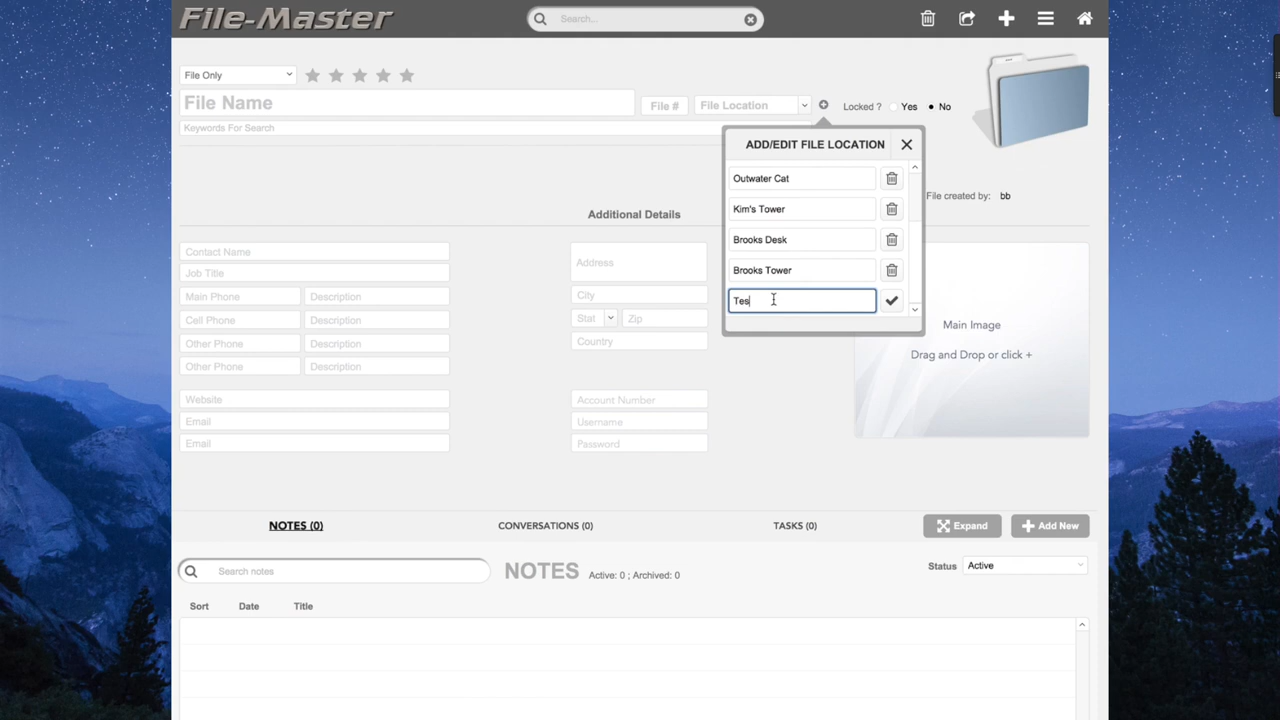 File-Master
Search...
File Only
File Name
File #
File Location
Locked ?
Yes
No
Keywords For Search
ADD/EDIT FILE LOCATION
Outwater Cat
Kim's Tower
Brooks Desk
Brooks Tower
Tes
File created by: bb
Additional Details
Contact Name
Job Title
Main Phone
Description
Cell Phone
Description
Other Phone
Description
Other Phone
Description
Website
Email
Email
Address
City
Stat
Zip
Country
Account Number
Username
Password
Main Image
Drag and Drop or click +
NOTES (0)
CONVERSATIONS (0)
TASKS (0)
Expand
Add New
Search notes
NOTES
Active: 0 ; Archived: 0
Status
Active
Sort
Date
Title